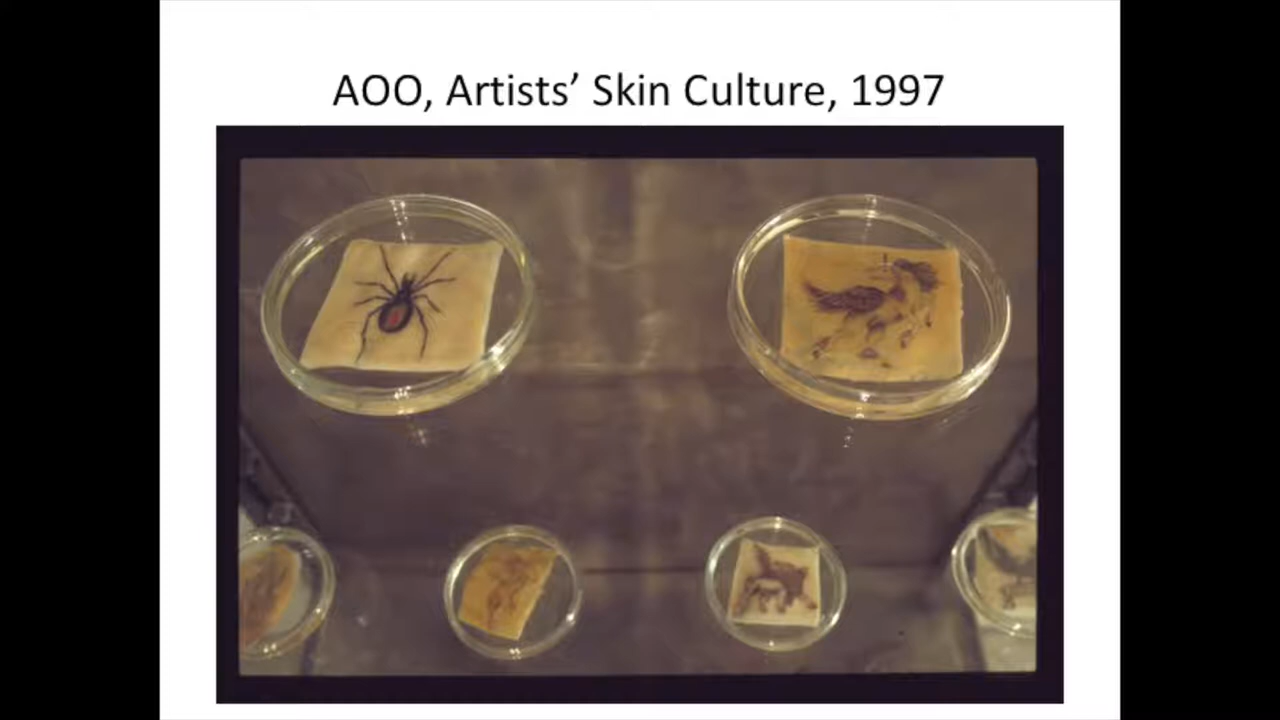 AOO, Artists’ Skin Culture, 1997